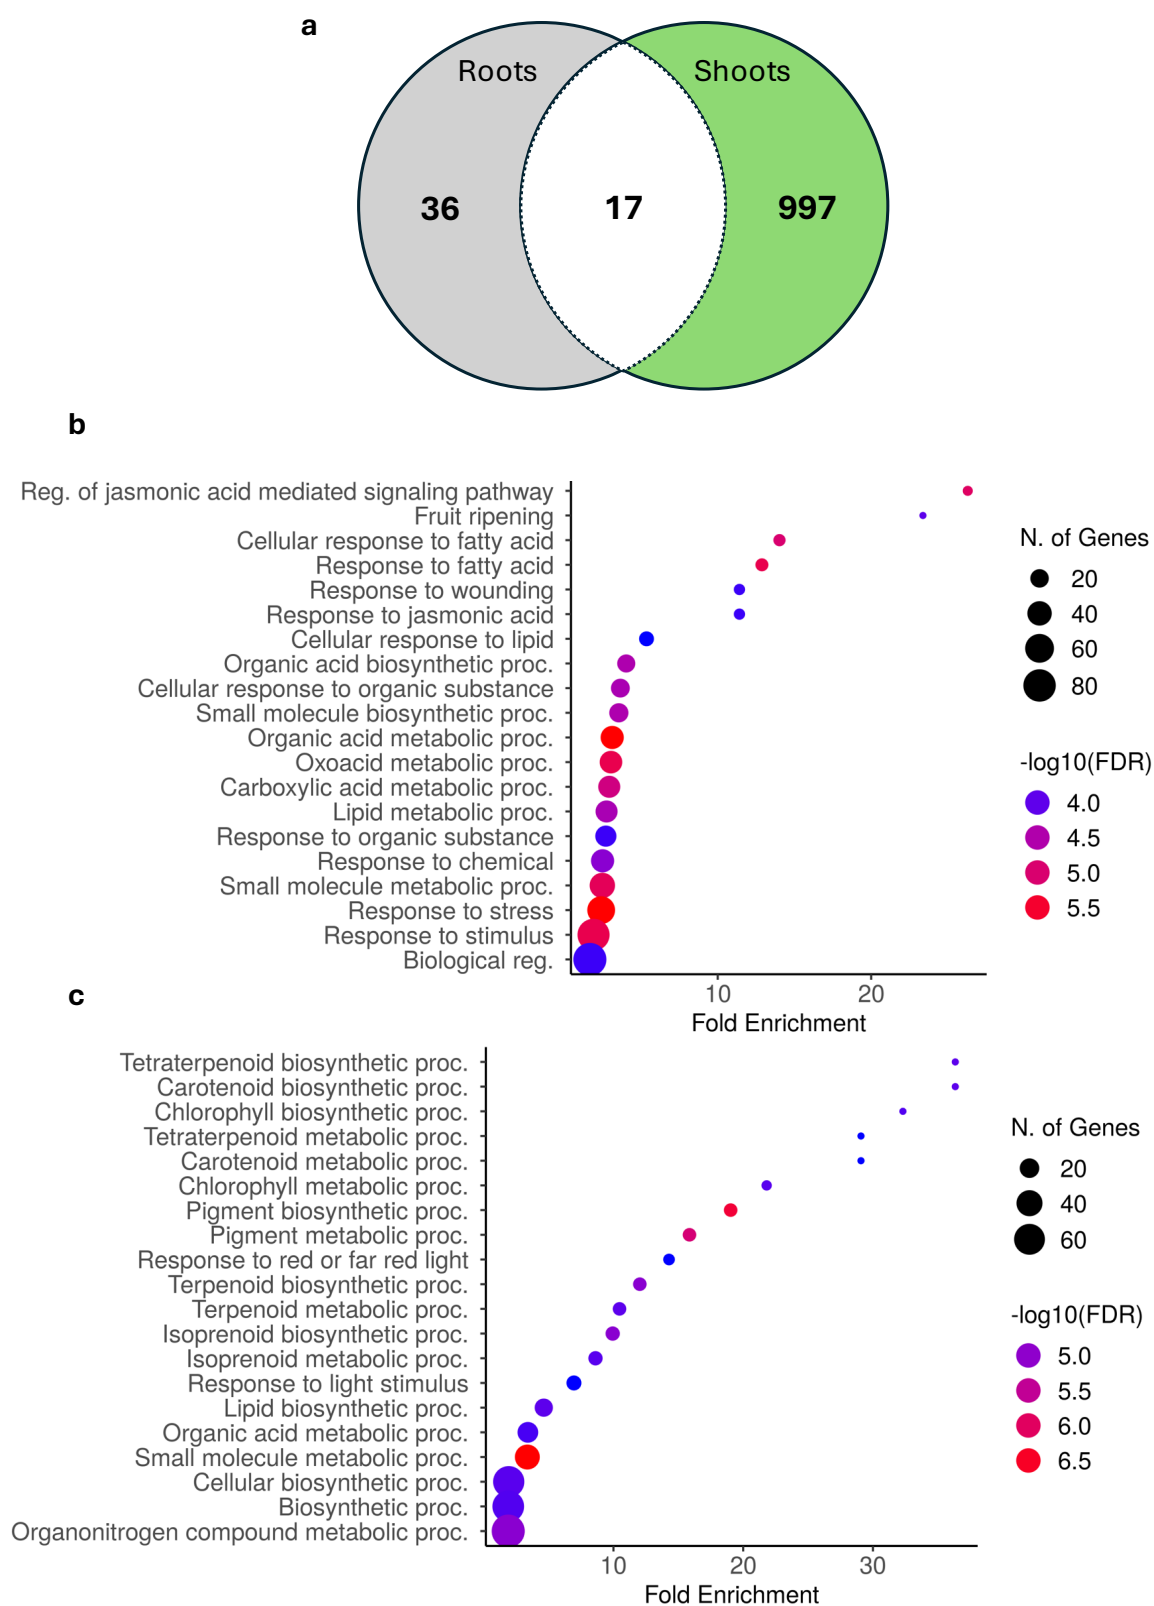 a
Roots
Shoots
36
17
997
b
Reg. of jasmonic acid mediated signaling pathway
Fruit ripening
Cellular response to fatty acid
Response to fatty acid
Response to wounding
Response to jasmonic acid
Cellular response to lipid
Organic acid biosynthetic proc.
Cellular response to organic substance
Small molecule biosynthetic proc.
Organic acid metabolic proc.
Oxoacid metabolic proc.
Carboxylic acid metabolic proc.
Lipid metabolic proc.
Response to organic substance
Response to chemical
Small molecule metabolic proc.
Response to stress
Response to stimulus
Biological reg.
10
20
Fold Enrichment
N. of Genes
20
40
60
80
-log10(FDR)
4.0
4.5
5.0
5.5
c
Tetraterpenoid biosynthetic proc.
Carotenoid biosynthetic proc.
Chlorophyll biosynthetic proc.
Tetraterpenoid metabolic proc.
Carotenoid metabolic proc.
Chlorophyll metabolic proc.
Pigment biosynthetic proc.
Pigment metabolic proc.
Response to red or far red light
Terpenoid biosynthetic proc.
Terpenoid metabolic proc.
Isoprenoid biosynthetic proc.
Isoprenoid metabolic proc.
Response to light stimulus
Lipid biosynthetic proc.
Organic acid metabolic proc.
Small molecule metabolic proc.
Cellular biosynthetic proc.
Biosynthetic proc.
Organonitrogen compound metabolic proc.
10
20
30
Fold Enrichment
N. of Genes
20
40
60
-log10(FDR)
5.0
5.5
6.0
6.5